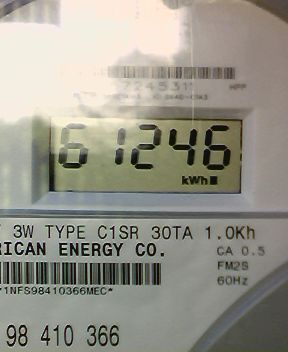 724531
61246
kWh
3W TYPE C1SR 30TA 1.0Kh
RICAN ENERGY CO.
CA 0.5
FM2S
60Hz
*1NFS98410366MEC*
98 410 366